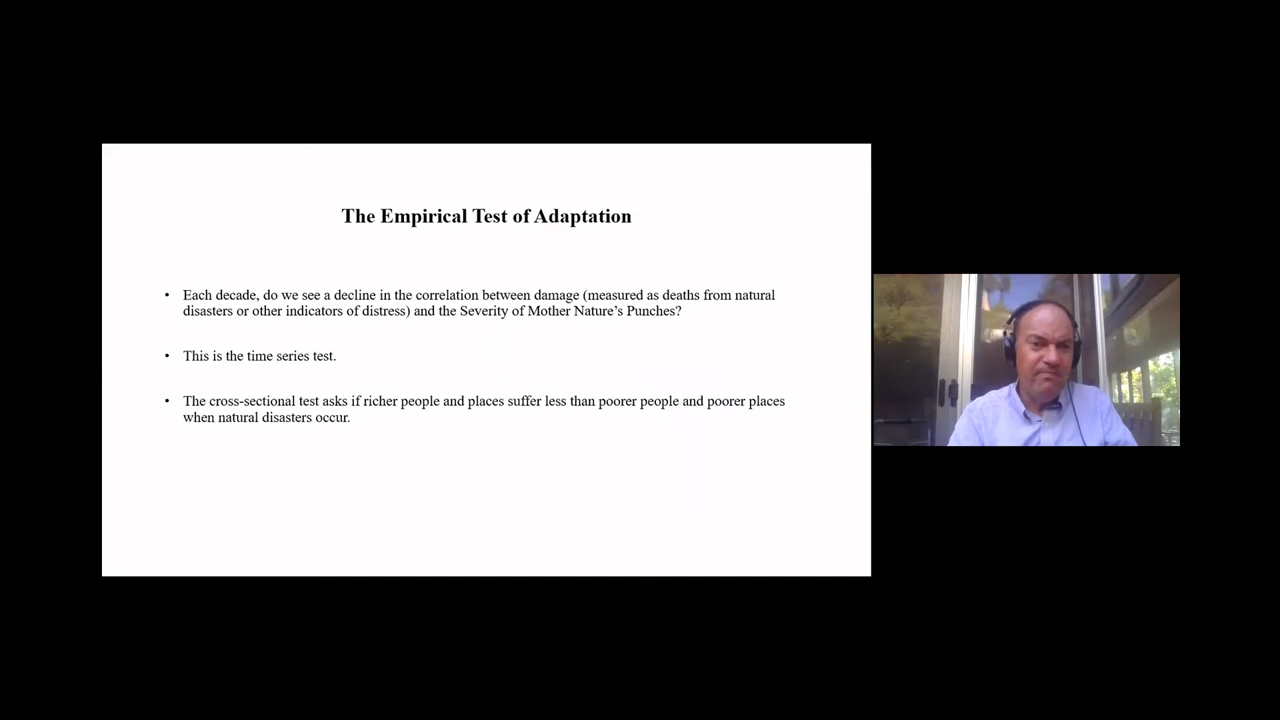 The Empirical Test of Adaptation
• Each decade, do we see a decline in the correlation between damage (measured as deaths from natural
disasters or other indicators of distress) and the Severity of Mother Nature's Punches?
• This is the time series test.
• The cross-sectional test asks if richer people and places suffer less than poorer people and poorer places
when natural disasters occur.